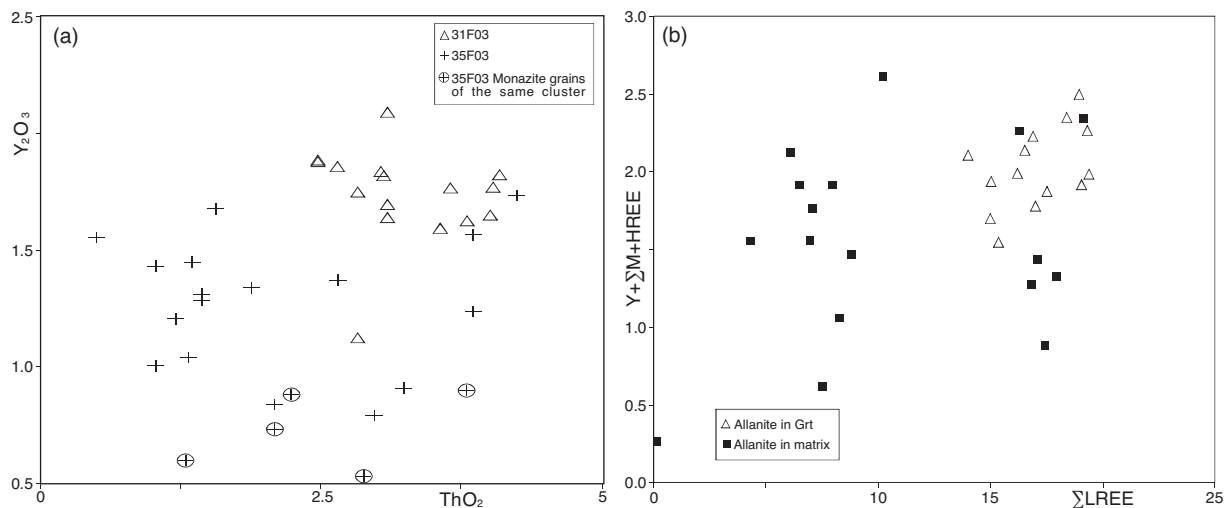 (a)
31F03
35F03
35F03 Monazite grains
of the same cluster
Y2O3
2.5
2.0
1.5
1.0
0.5
0
2.5
ThO2
5
(b)
Y+∑M+HREE
3.0
2.5
2.0
1.5
1.0
0.5
0.0
Allanite in Grt
Allanite in matrix
0
10
15
∑LREE
25